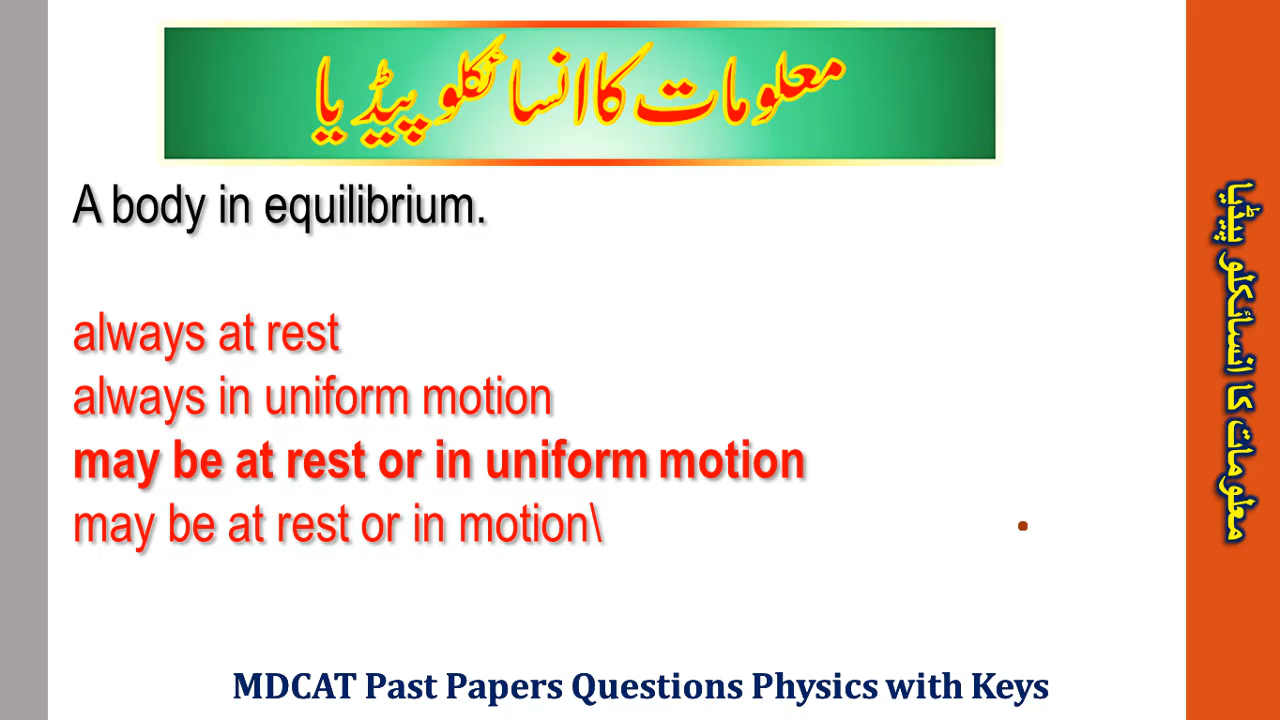 معلومات کا انسائکلو پیڈیا
A body in equilibrium.
always at rest
always in uniform motion
may be at rest or in uniform motion
may be at rest or in motion\
MDCAT Past Papers Questions Physics with Keys
معلومات کا انسائکلو پیڈیا